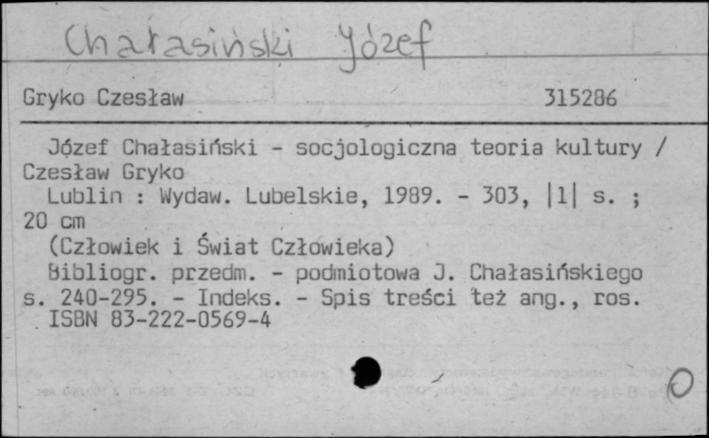 Chałasiński Józef
Gryko Czesław 315286
Józef Chałasiński - socjologiczna teoria kultury /
Czesław Gryko
Lublin : Wydaw. Lubelskie, 1989. - 303, |1| s. ;
20 cm
(Człowiek i Świat Człowieka)
Bibliogr. przedm. - podmiotowa J. Chałasińskiego
s. 240-295. - Indeks. - Spis treści też ang., ros.
ISBN 83-222-0569-4